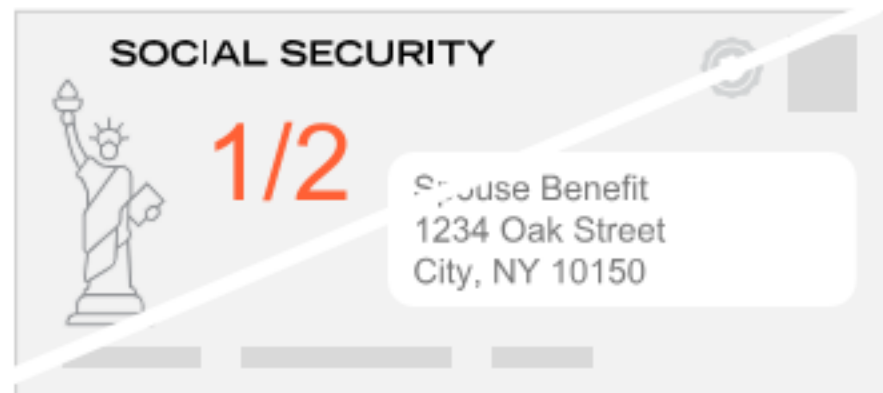 SOCIAL SECURITY
1/2
Spouse Benefit
1234 Oak Street
City, NY 10150